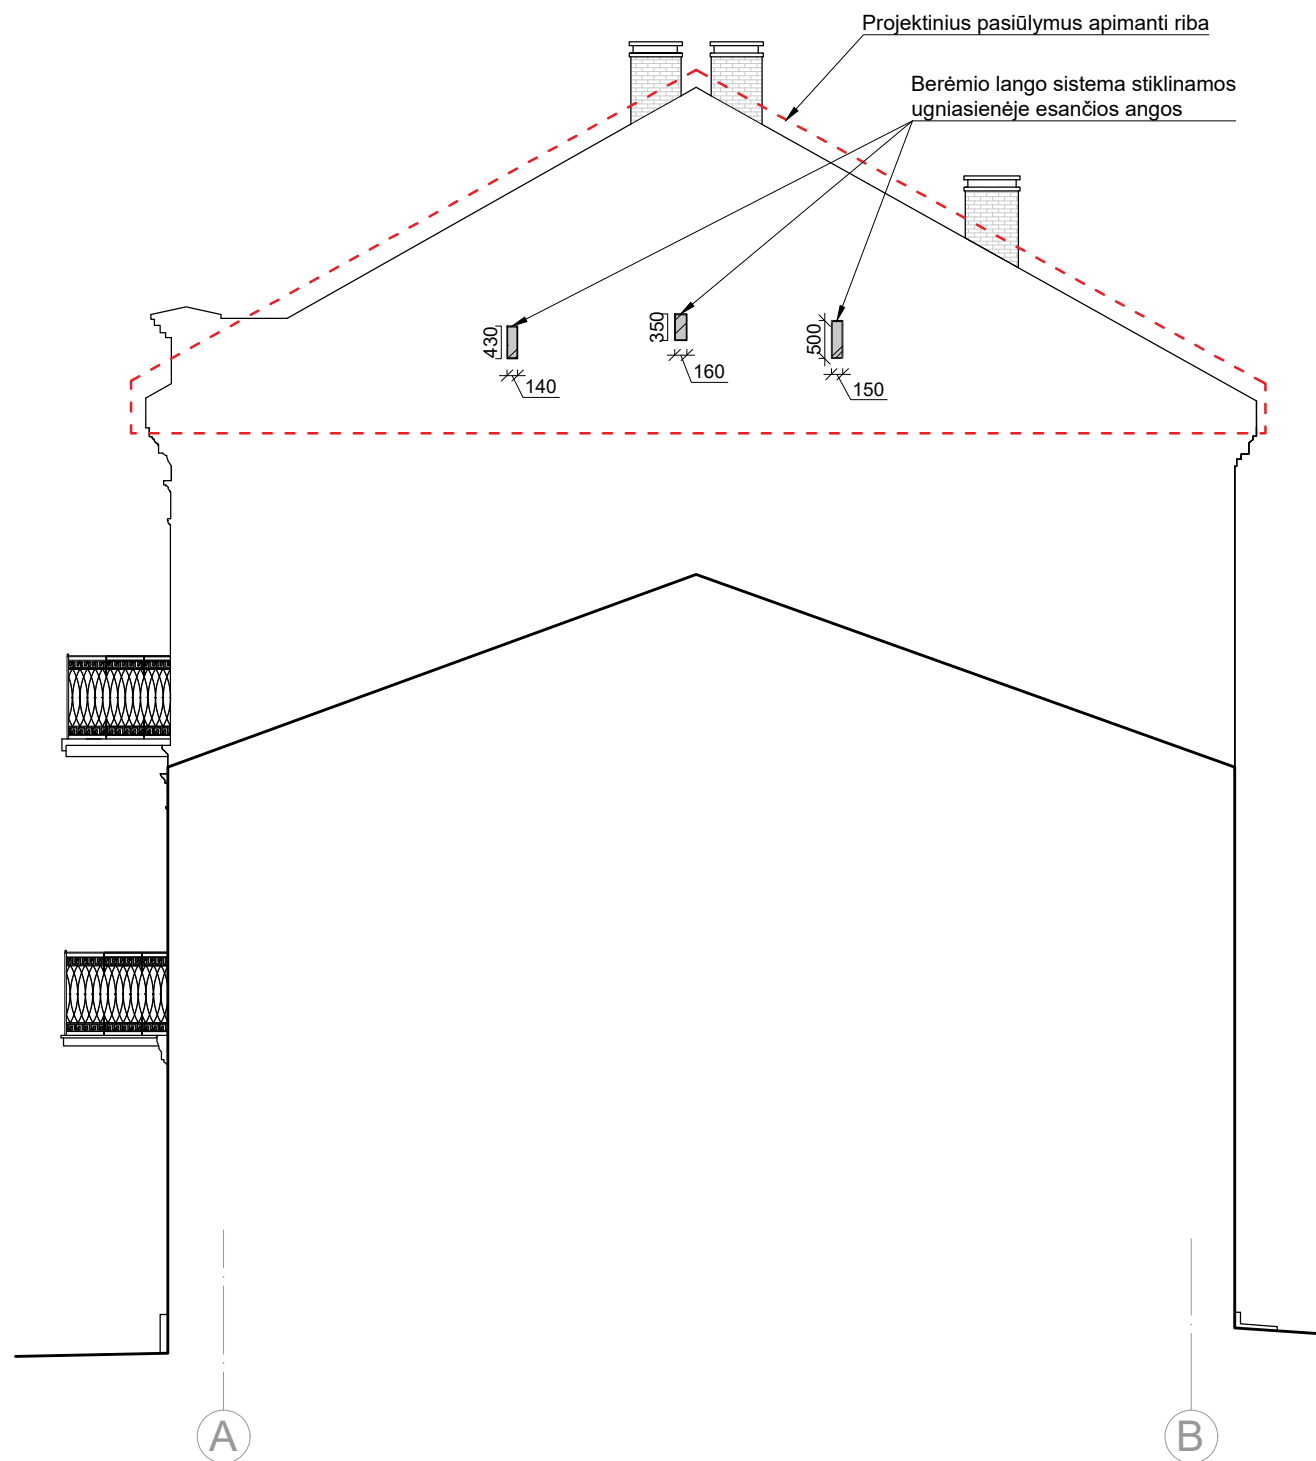 Projektinius pasiūlymus apimanti riba
Berėmio lango sistema stiklinamos
ugniasienėje esančios angos
430
140
350
160
500
150
A
B